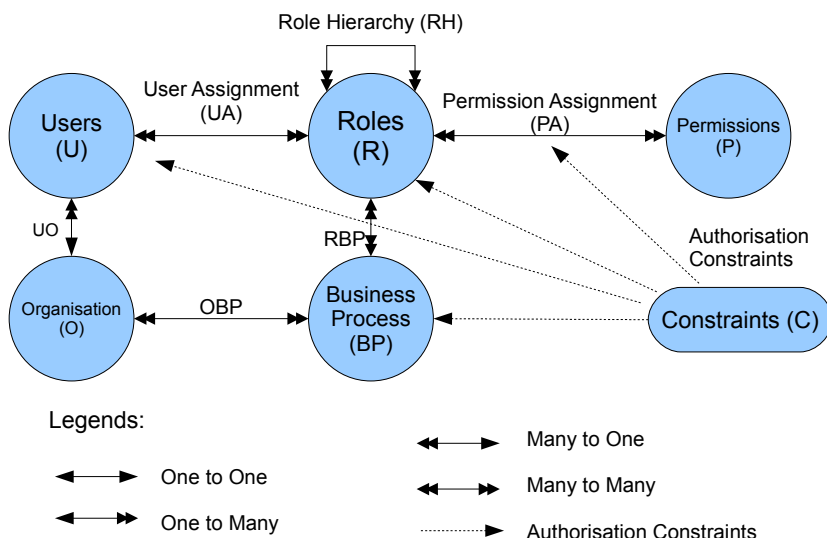 Role Hierarchy (RH)
User Assignment
(UA)
Permission Assignment
(PA)
Users
(U)
Roles
(R)
Permissions
(P)
UO
RBP
Authorisation
Constraints
Organisation
(O)
OBP
Business
Process
(BP)
Constraints (C)
Legends:
One to One
One to Many
Many to One
Many to Many
Authorisation Constraints